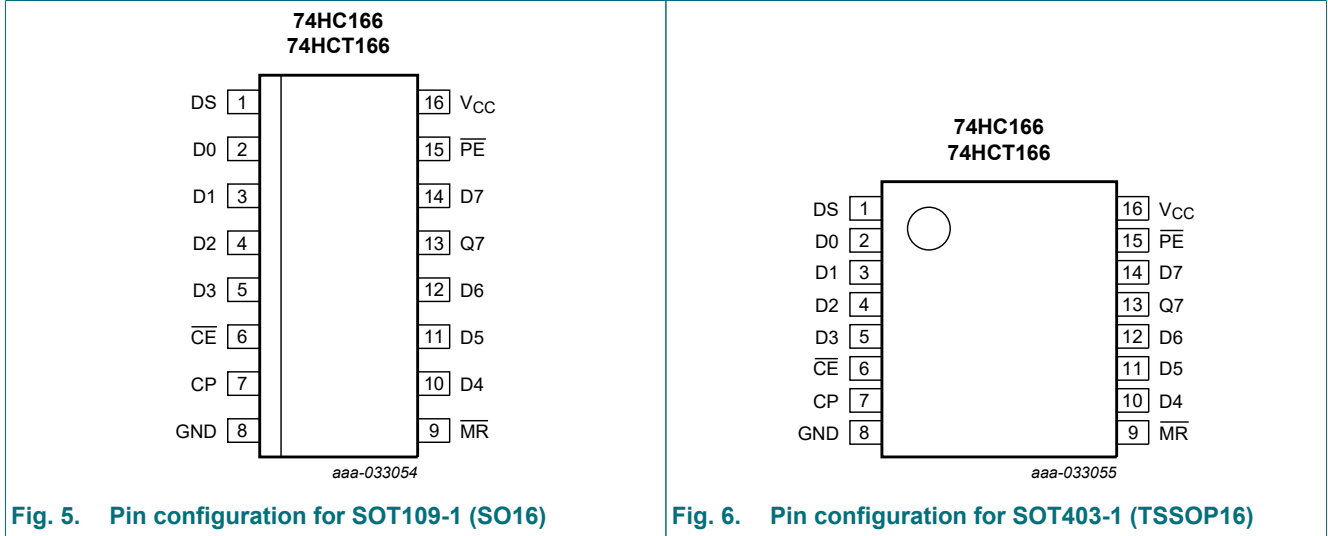 74HC166
74HCT166
DS 1 16 VCC
D0 2 15 PE
D1 3 14 D7
D2 4 13 Q7
D3 5 12 D6
CE 6 11 D5
CP 7 10 D4
GND 8 9 MR
aaa-033054
Fig. 5. Pin configuration for SOT109-1 (SO16)
74HC166
74HCT166
DS 1 16 VCC
D0 2 15 PE
D1 3 14 D7
D2 4 13 Q7
D3 5 12 D6
CE 6 11 D5
CP 7 10 D4
GND 8 9 MR
aaa-033055
Fig. 6. Pin configuration for SOT403-1 (TSSOP16)